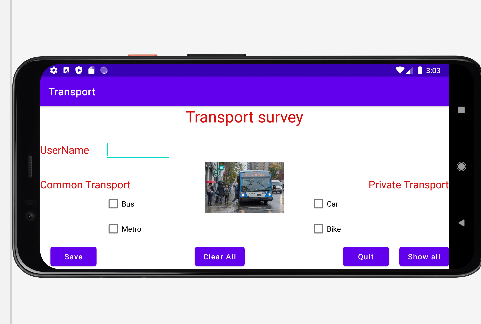 3:03
Transport
Transport survey
UserName
Common Transport
Private Transport
Bus
Car
Metro
Bike
Save
Clear All
Quit
Show all